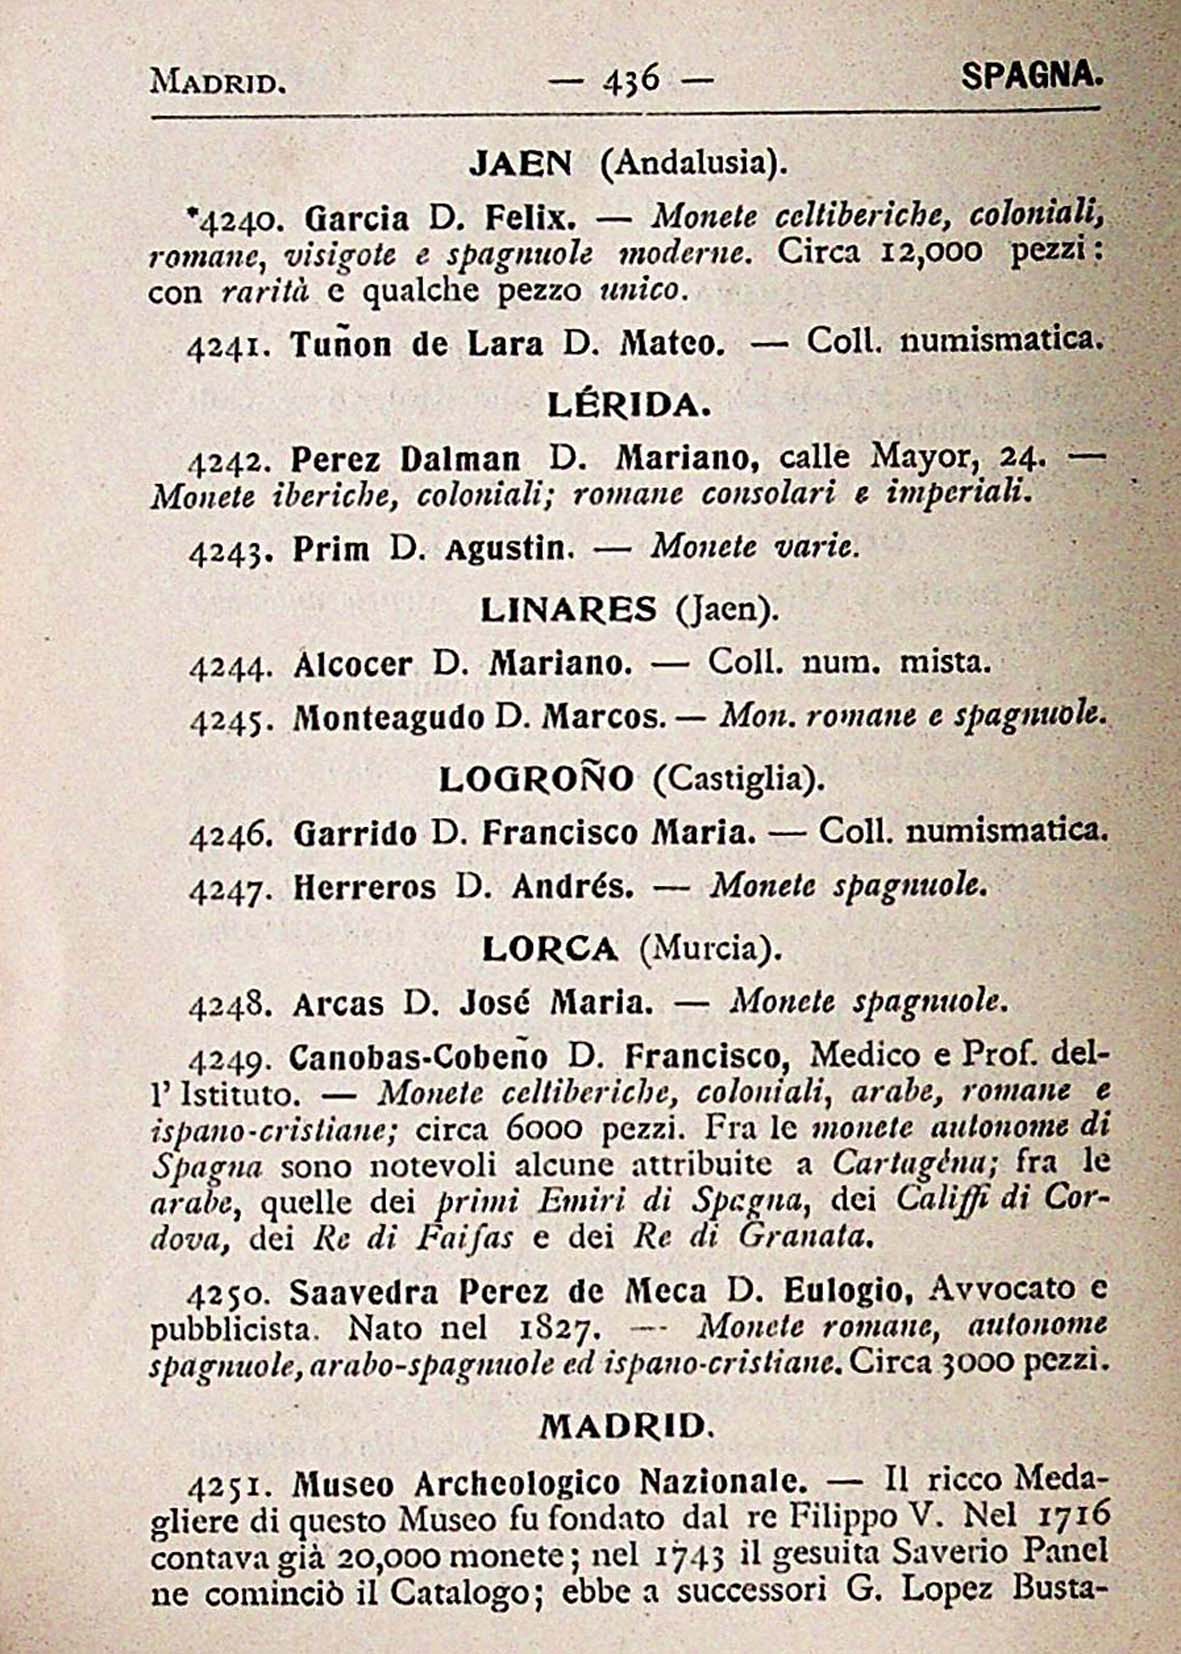 MADRID. — 436 — SPAGNA.
JAEN (Andalusia).
*4240. Garcia D. Felix. — Monete celtiberiche, coloniali,
romane, visigote e spagnuole moderne. Circa 12,000 pezzi:
con rarità e qualche pezzo unico.
4241. Tuñon de Lara D. Mateo. — Coll. numismatica.
LÉRIDA.
4242. Perez Dalman D. Mariano, calle Mayor, 24. —
Monete iberiche, coloniali; romane consolari e imperiali.
4243. Prim D. Agustin. — Monete varie.
LINARES (Jaen).
4244. Alcocer D. Mariano. — Coll. num. mista.
4245. Monteagudo D. Marcos. — Mon. romane e spagnuole.
LOGROÑO (Castiglia).
4246. Garrido D. Francisco Maria. — Coll. numismatica.
4247. Herreros D. Andrés. — Monete spagnuole.
LORCA (Murcia).
4248. Arcas D. José Maria. — Monete spagnuole.
4249. Canobas-Cobeño D. Francisco, Medico e Prof. del-
l' Istituto. — Monete celtiberiche, coloniali, arabe, romane e
ispano-cristiane; circa 6000 pezzi. Fra le monete autonome di
Spagna sono notevoli alcune attribuite a Cartagèna; fra le
arabe, quelle dei primi Emiri di Spagna, dei Califfi di Cor-
dova, dei Re di Faifas e dei Re di Granata.
4250. Saavedra Perez de Meca D. Eulogio, Avvocato e
pubblicista. Nato nel 1827. — Monete romane, autonome
spagnuole, arabo-spagnuole ed ispano-cristiane. Circa 3000 pezzi.
MADRID.
4251. Museo Archeologico Nazionale. — Il ricco Meda-
gliere di questo Museo fu fondato dal re Filippo V. Nel 1716
contava già 20,000 monete; nel 1743 il gesuita Saverio Panel
ne cominciò il Catalogo; ebbe a successori G. Lopez Busta-